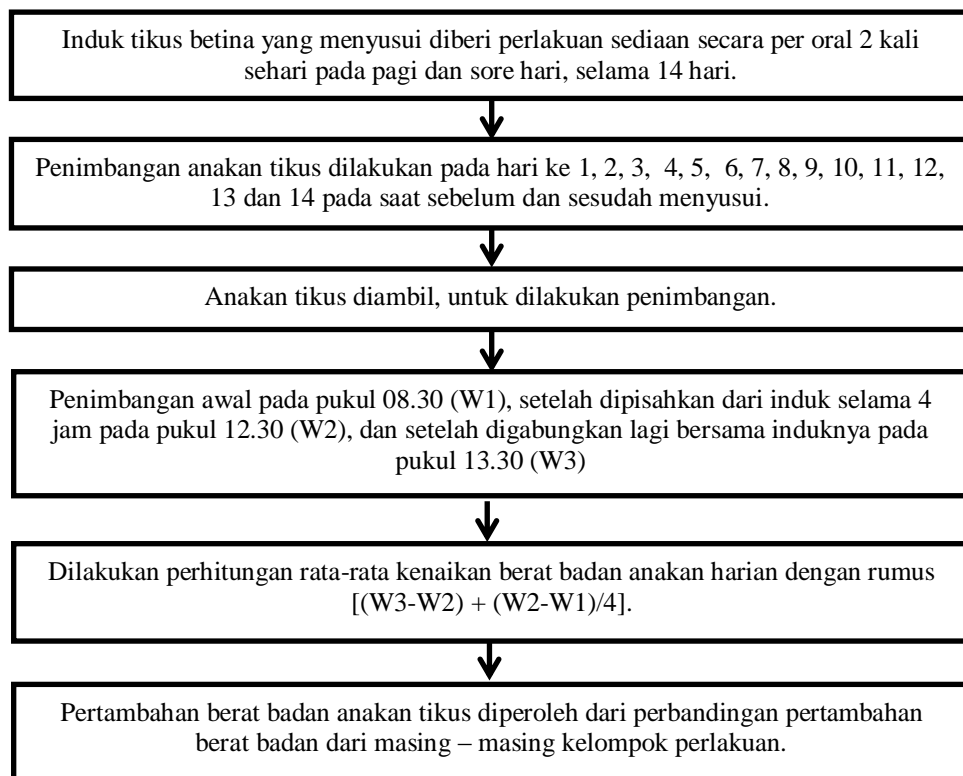 Induk tikus betina yang menyusui diberi perlakuan sediaan secara per oral 2 kali
sehari pada pagi dan sore hari, selama 14 hari.
Penimbangan anakan tikus dilakukan pada hari ke 1, 2, 3, 4, 5, 6, 7, 8, 9, 10, 11, 12,
13 dan 14 pada saat sebelum dan sesudah menyusui.
Anakan tikus diambil, untuk dilakukan penimbangan.
Penimbangan awal pada pukul 08.30 (W1), setelah dipisahkan dari induk selama 4
jam pada pukul 12.30 (W2), dan setelah digabungkan lagi bersama induknya pada
pukul 13.30 (W3)
Dilakukan perhitungan rata-rata kenaikan berat badan anakan harian dengan rumus
[(W3-W2) + (W2-W1)/4].
Pertambahan berat badan anakan tikus diperoleh dari perbandingan pertambahan
berat badan dari masing – masing kelompok perlakuan.